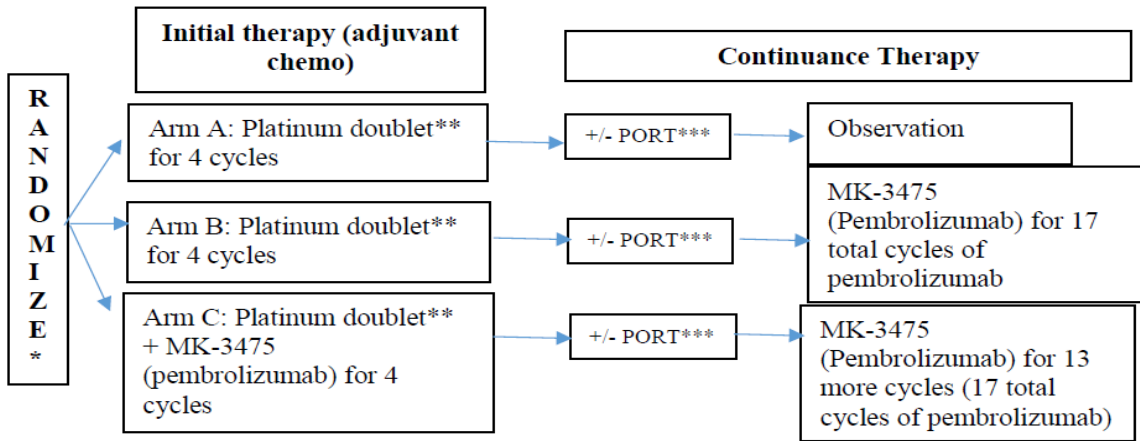 Initial therapy (adjuvant
chemo)
Continuance Therapy
R
A
N
D
O
M
I
Z
E
*
Arm A: Platinum doublet**
for 4 cycles
+/- PORT***
Observation
Arm B: Platinum doublet**
for 4 cycles
+/- PORT***
MK-3475
(Pembrolizumab) for 17
total cycles of
pembrolizumab
Arm C: Platinum doublet**
+ MK-3475
(pembrolizumab) for 4
cycles
+/- PORT***
MK-3475
(Pembrolizumab) for 13
more cycles (17 total
cycles of pembrolizumab)